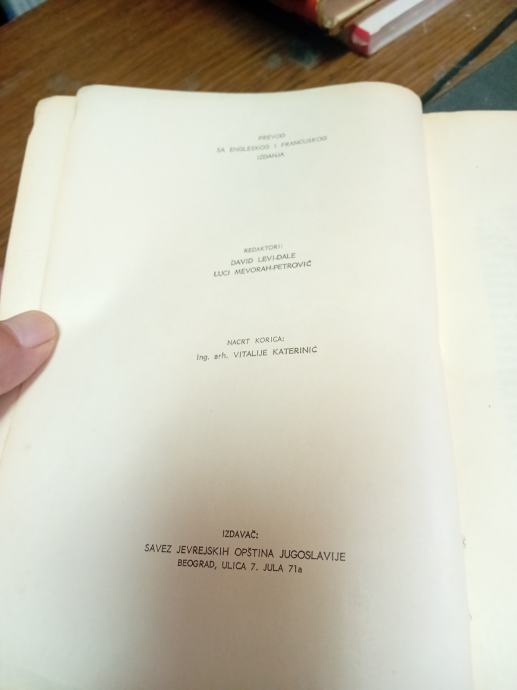 PREVOD
SA ENGLESKOG I FRANCUSKOG
IZDANJA
REDAKTORI:
DAVID LEVI-DALE
LUCI MEVORAH-PETROVIĆ
NACRT KORICA:
Ing. arh. VITALIJE KATERINIĆ
IZDAVAČ:
SAVEZ JEVREJSKIH OPŠTINA JUGOSLAVIJE
BEOGRAD, ULICA 7. JULA 71a